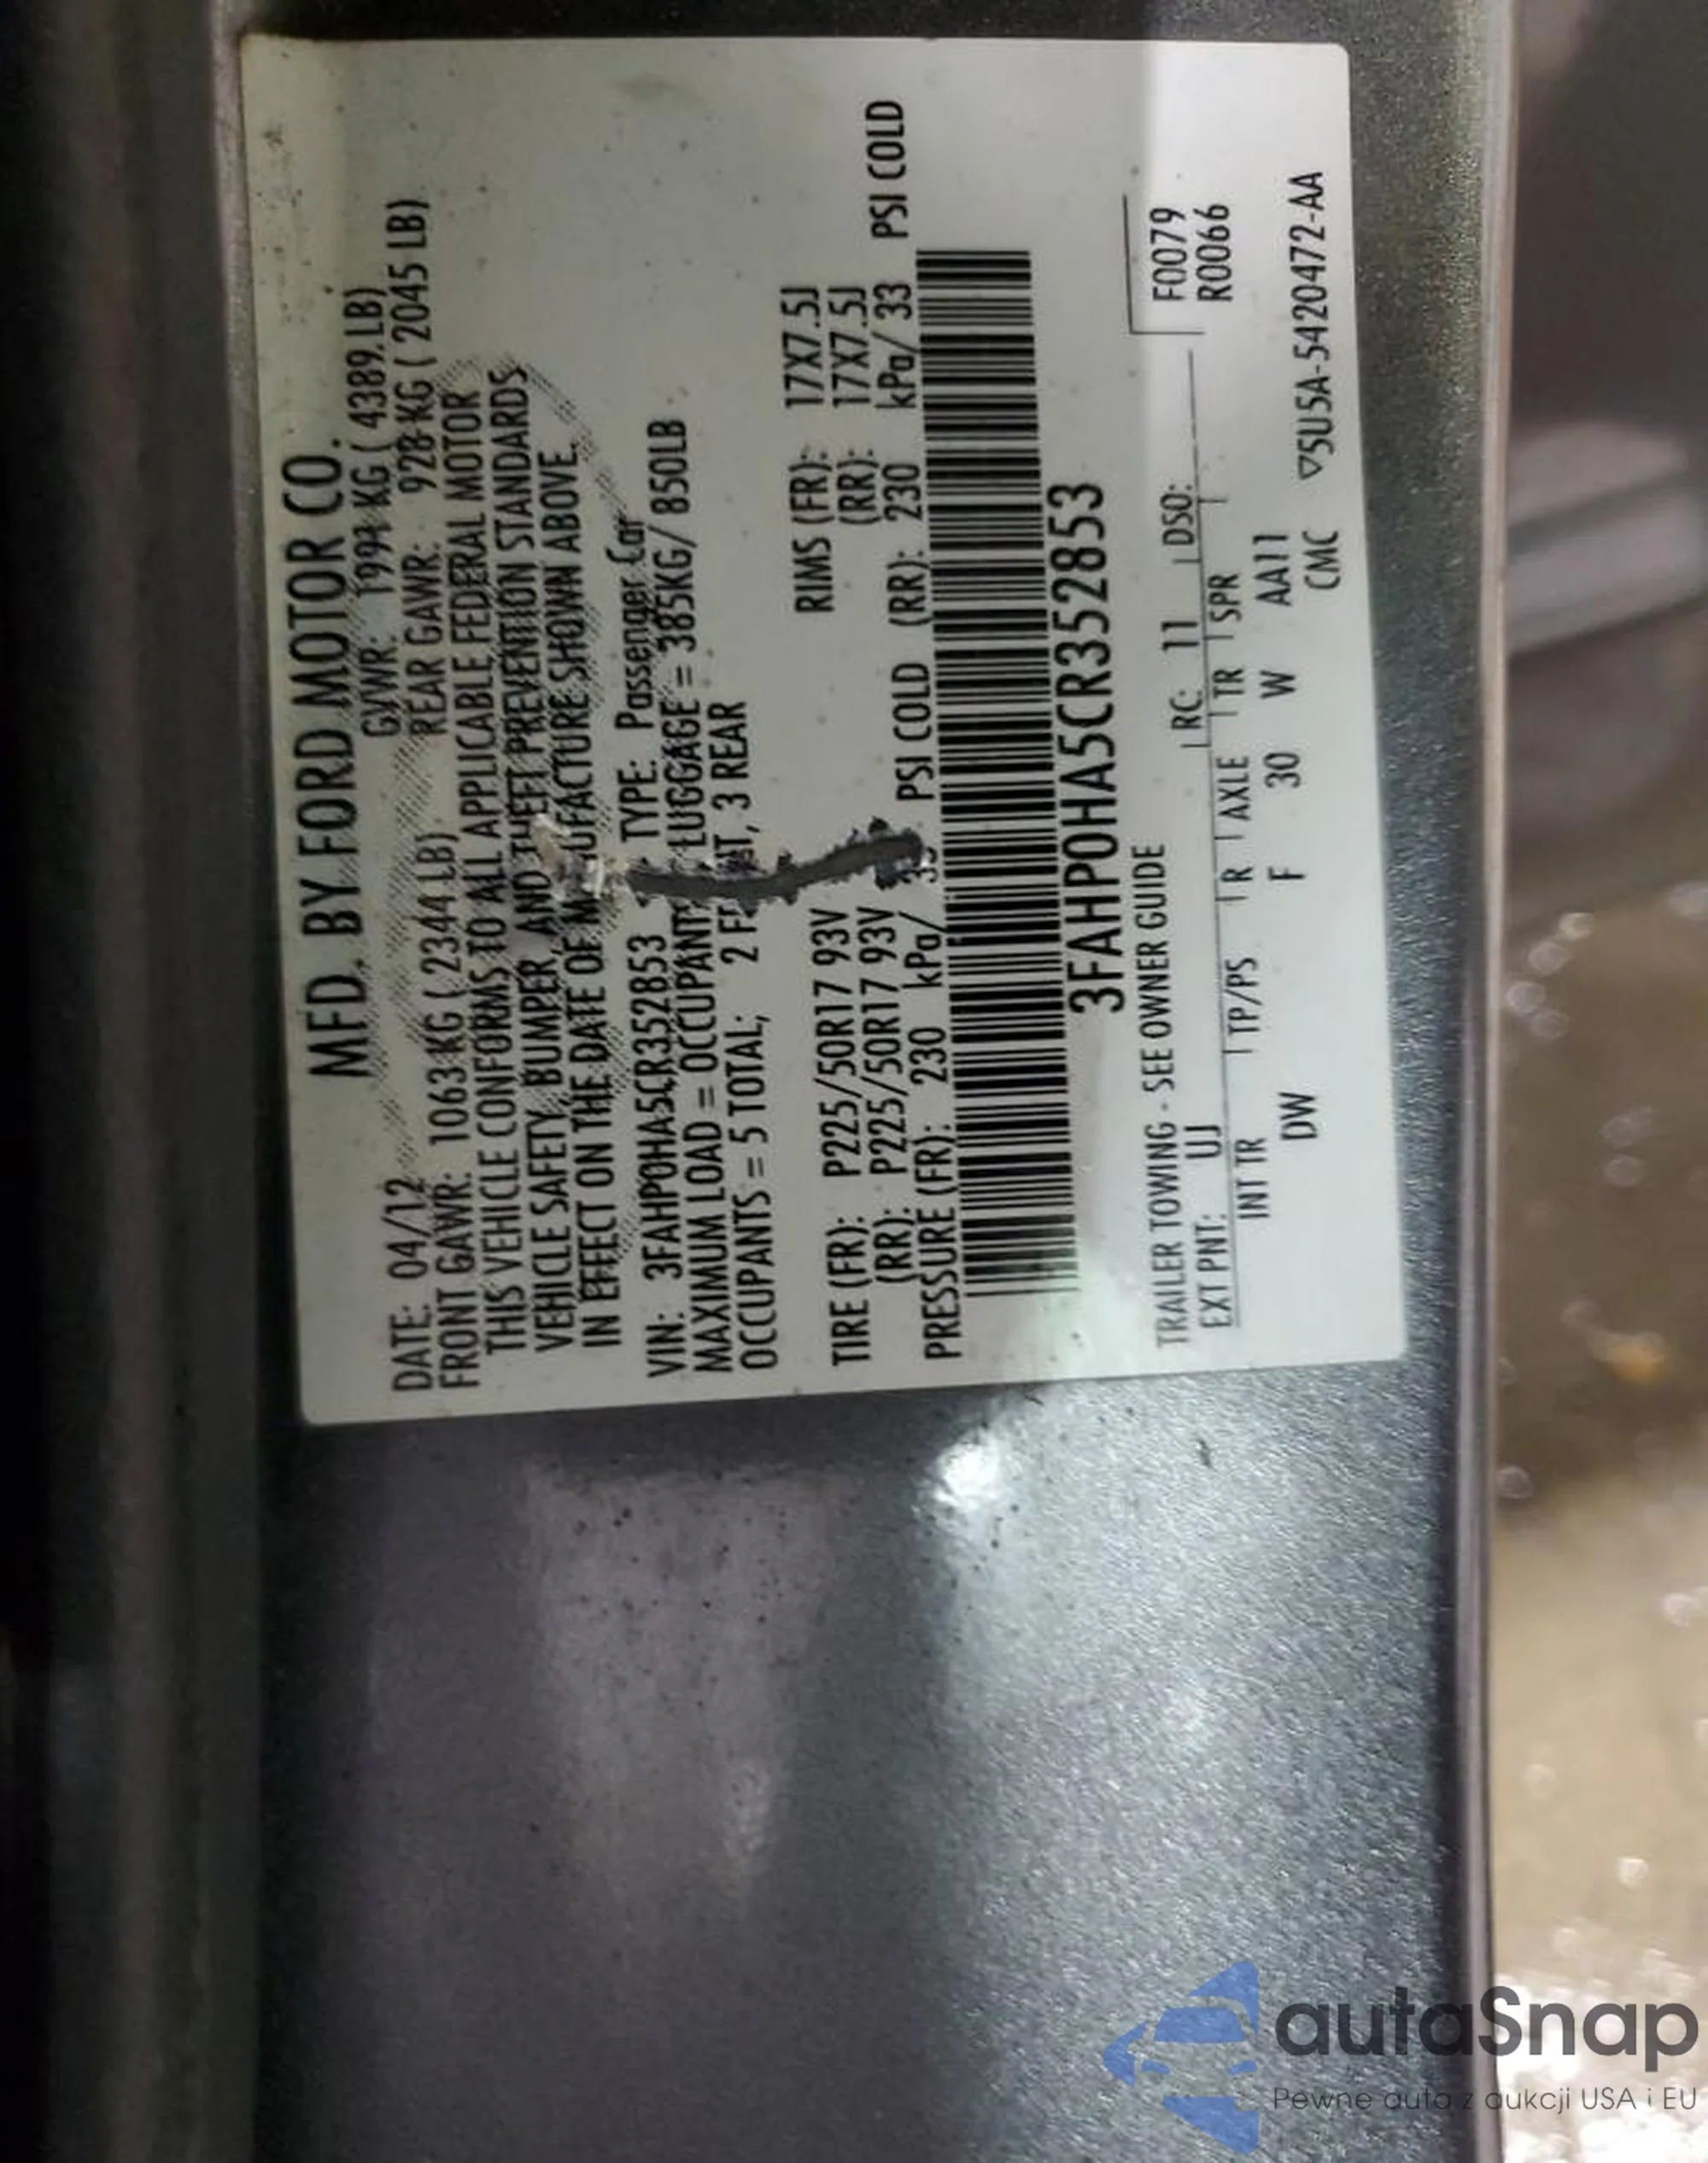 MFD. BY FORD MOTOR CO.
DATE: 04/12 GVWR: 1991 KG ( 4389 LB)
FRONT GAWR: 1063 KG ( 2344 LB) REAR GAWR: 928 KG ( 2045 LB)
THIS VEHICLE CONFORMS TO ALL APPLICABLE FEDERAL MOTOR
VEHICLE SAFETY, BUMPER, AND THEFT PREVENTION STANDARDS
IN EFFECT ON THE DATE OF MANUFACTURE SHOWN ABOVE.
VIN: 3FAHP0HA5CR352853 TYPE: Passenger Car
MAXIMUM LOAD = OCCUPANTS LUGGAGE = 385KG/ 850LB
OCCUPANTS = 5 TOTAL; 2 3 REAR
TIRE (FR): P225/50R17 93V RIMS (FR): 17X7.5J
(RR): P225/50R17 93V (RR): 17X7.5J
PRESSURE (FR): 230 kPa/ PSI COLD (RR): 230 kPa/ 33 PSI COLD
3FAHP0HA5CR352853
TRAILER TOWING - SEE OWNER GUIDE
EXT PNT: UJ RC: 11 DSO: F0079
INT TR TP/PS R AXLE TR SPR R0066
DW F 30 W AA11
CMC ▽5U5A-5420472-AA
autaSnap
Pewne auta z aukcji USA i EU